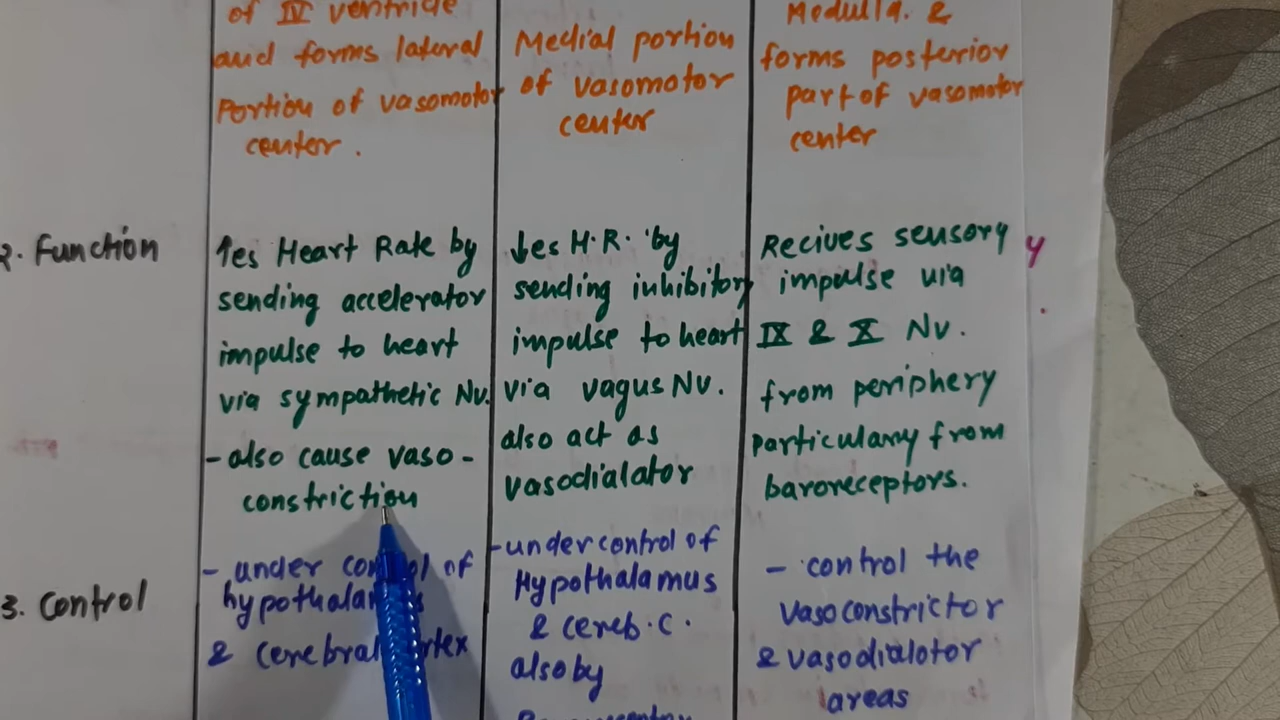 of IV ventricle
and forms lateral
Portion of vasomotor
center.
Medial portion
of vasomotor
center
Medulla. &
forms posterior
part of vasomotor
center
2. Function
↑es Heart Rate by
sending accelerator
impulse to heart
via sympathetic Nv.
- also cause vaso-
constriction
↓es H.R. by
sending inhibitory
impulse to heart
via vagus Nv.
also act as
vasodialator
Recives sensory
impulse via
IX & X Nv.
from periphery
particularry from
baroreceptors.
y
3. Control
- under control of
hypothalamus
& cerebral cortex
- under control of
Hypothalamus
& cereb. C.
also by
- control the
vasoconstrictor
& vasodialotor
areas